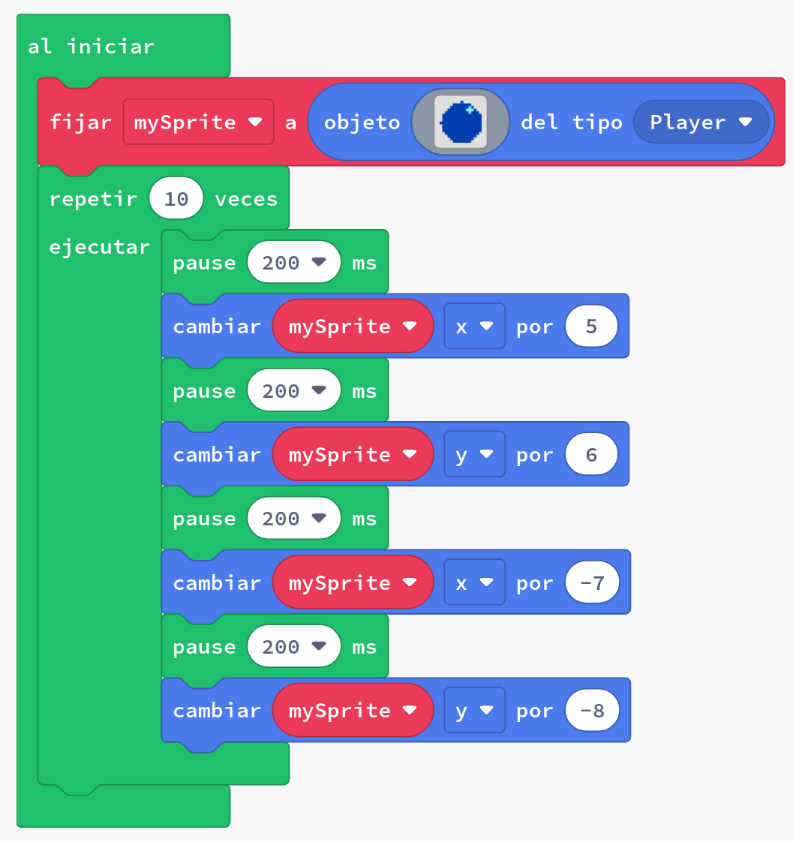 al iniciar
fijar mySprite a objeto del tipo Player
repetir 10 veces
ejecutar
pause 200 ms
cambiar mySprite x por 5
pause 200 ms
cambiar mySprite y por 6
pause 200 ms
cambiar mySprite x por -7
pause 200 ms
cambiar mySprite y por -8